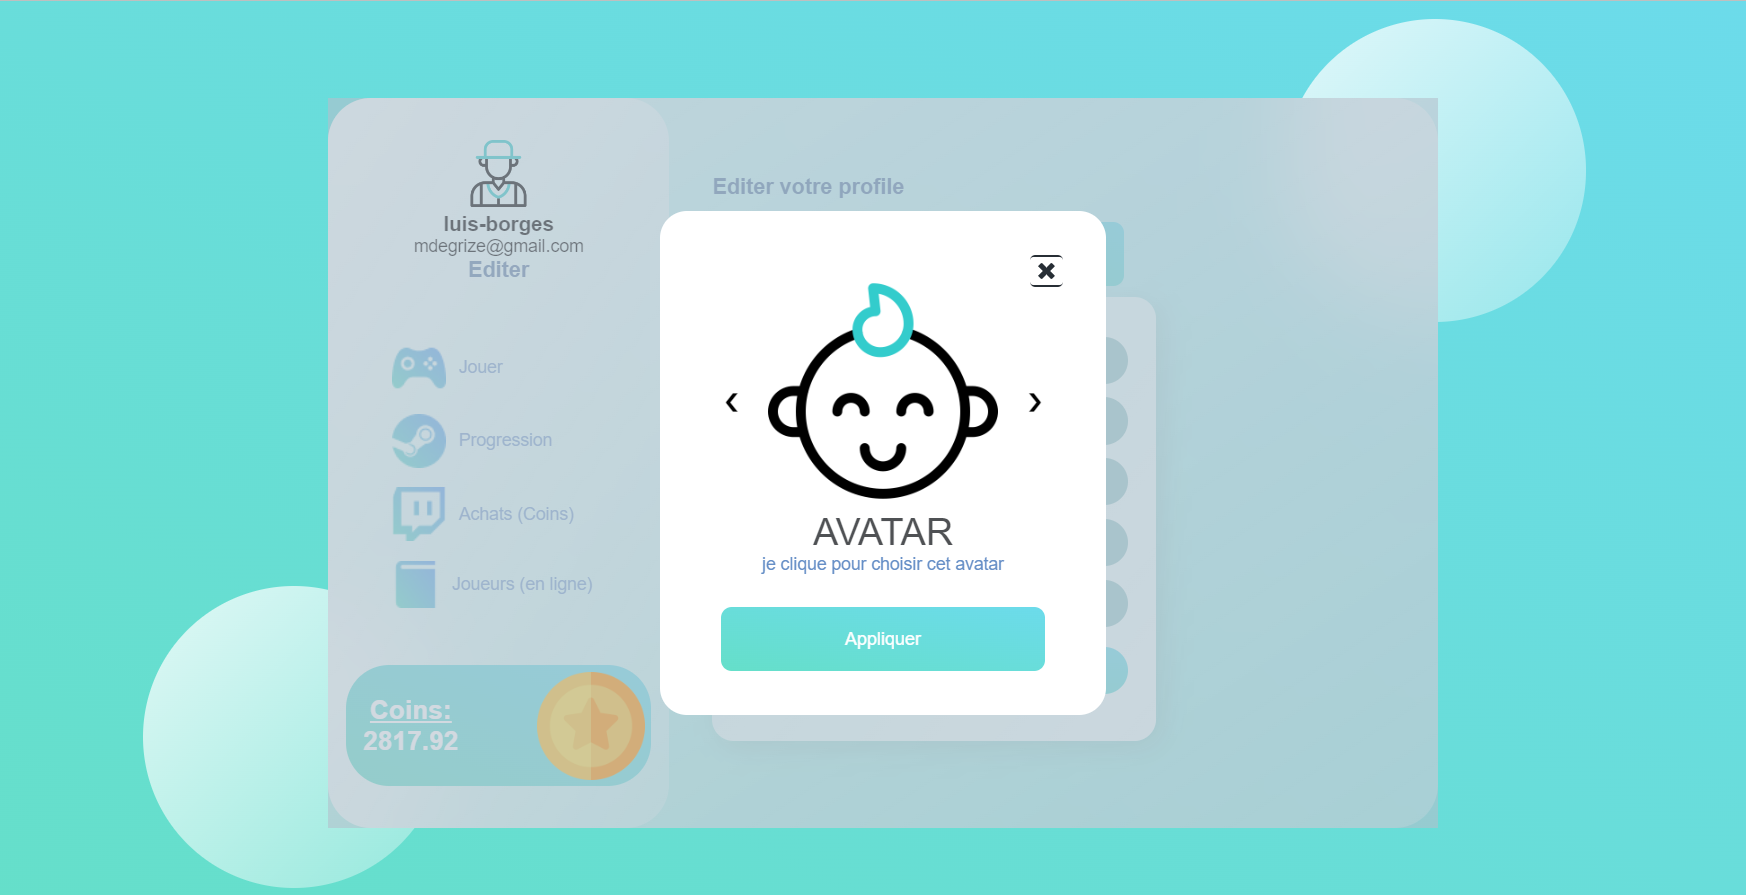 luis-borges
mdegrize@gmail.com
Editer
Jouer
Progression
Achats (Coins)
Joueurs (en ligne)
Coins:
2817.92
Editer votre profile
AVATAR
je clique pour choisir cet avatar
Appliquer